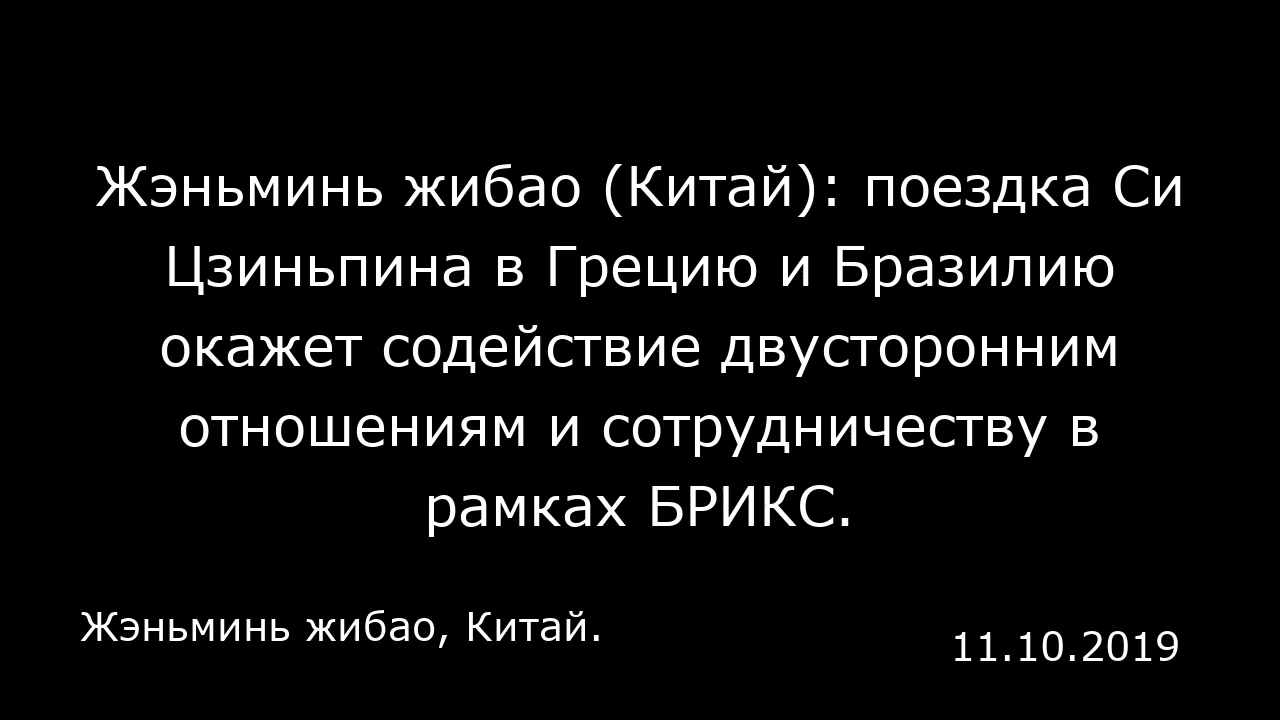 Жэньминь жибао (Китай): поездка Си
Цзиньпина в Грецию и Бразилию
окажет содействие двусторонним
отношениям и сотрудничеству в
рамках БРИКС.
Жэньминь жибао, Китай.
11.10.2019